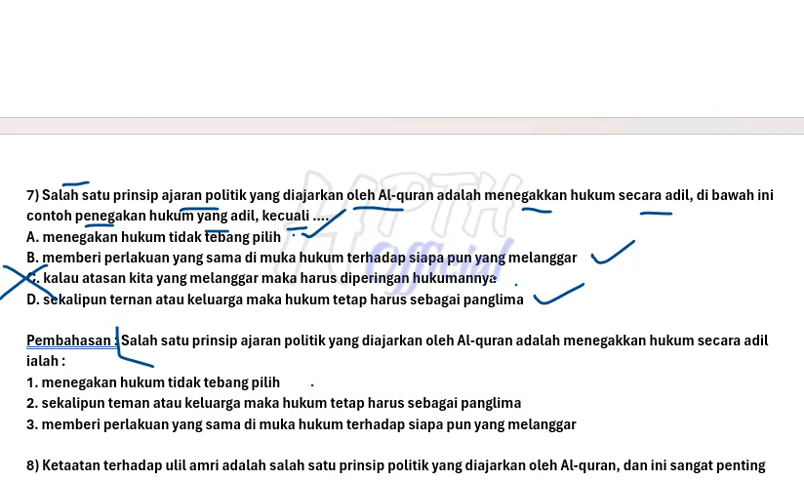 7) Salah satu prinsip ajaran politik yang diajarkan oleh Al-quran adalah menegakkan hukum secara adil, di bawah ini
contoh penegakan hukum yang adil, kecuali ....
A. menegakan hukum tidak tebang pilih
B. memberi perlakuan yang sama di muka hukum terhadap siapa pun yang melanggar
C. kalau atasan kita yang melanggar maka harus diperingan hukumannya
D. sekalipun ternan atau keluarga maka hukum tetap harus sebagai panglima
Pembahasan : Salah satu prinsip ajaran politik yang diajarkan oleh Al-quran adalah menegakkan hukum secara adil
ialah :
1. menegakan hukum tidak tebang pilih
2. sekalipun teman atau keluarga maka hukum tetap harus sebagai panglima
3. memberi perlakuan yang sama di muka hukum terhadap siapa pun yang melanggar
8) Ketaatan terhadap ulil amri adalah salah satu prinsip politik yang diajarkan oleh Al-quran, dan ini sangat penting
Official